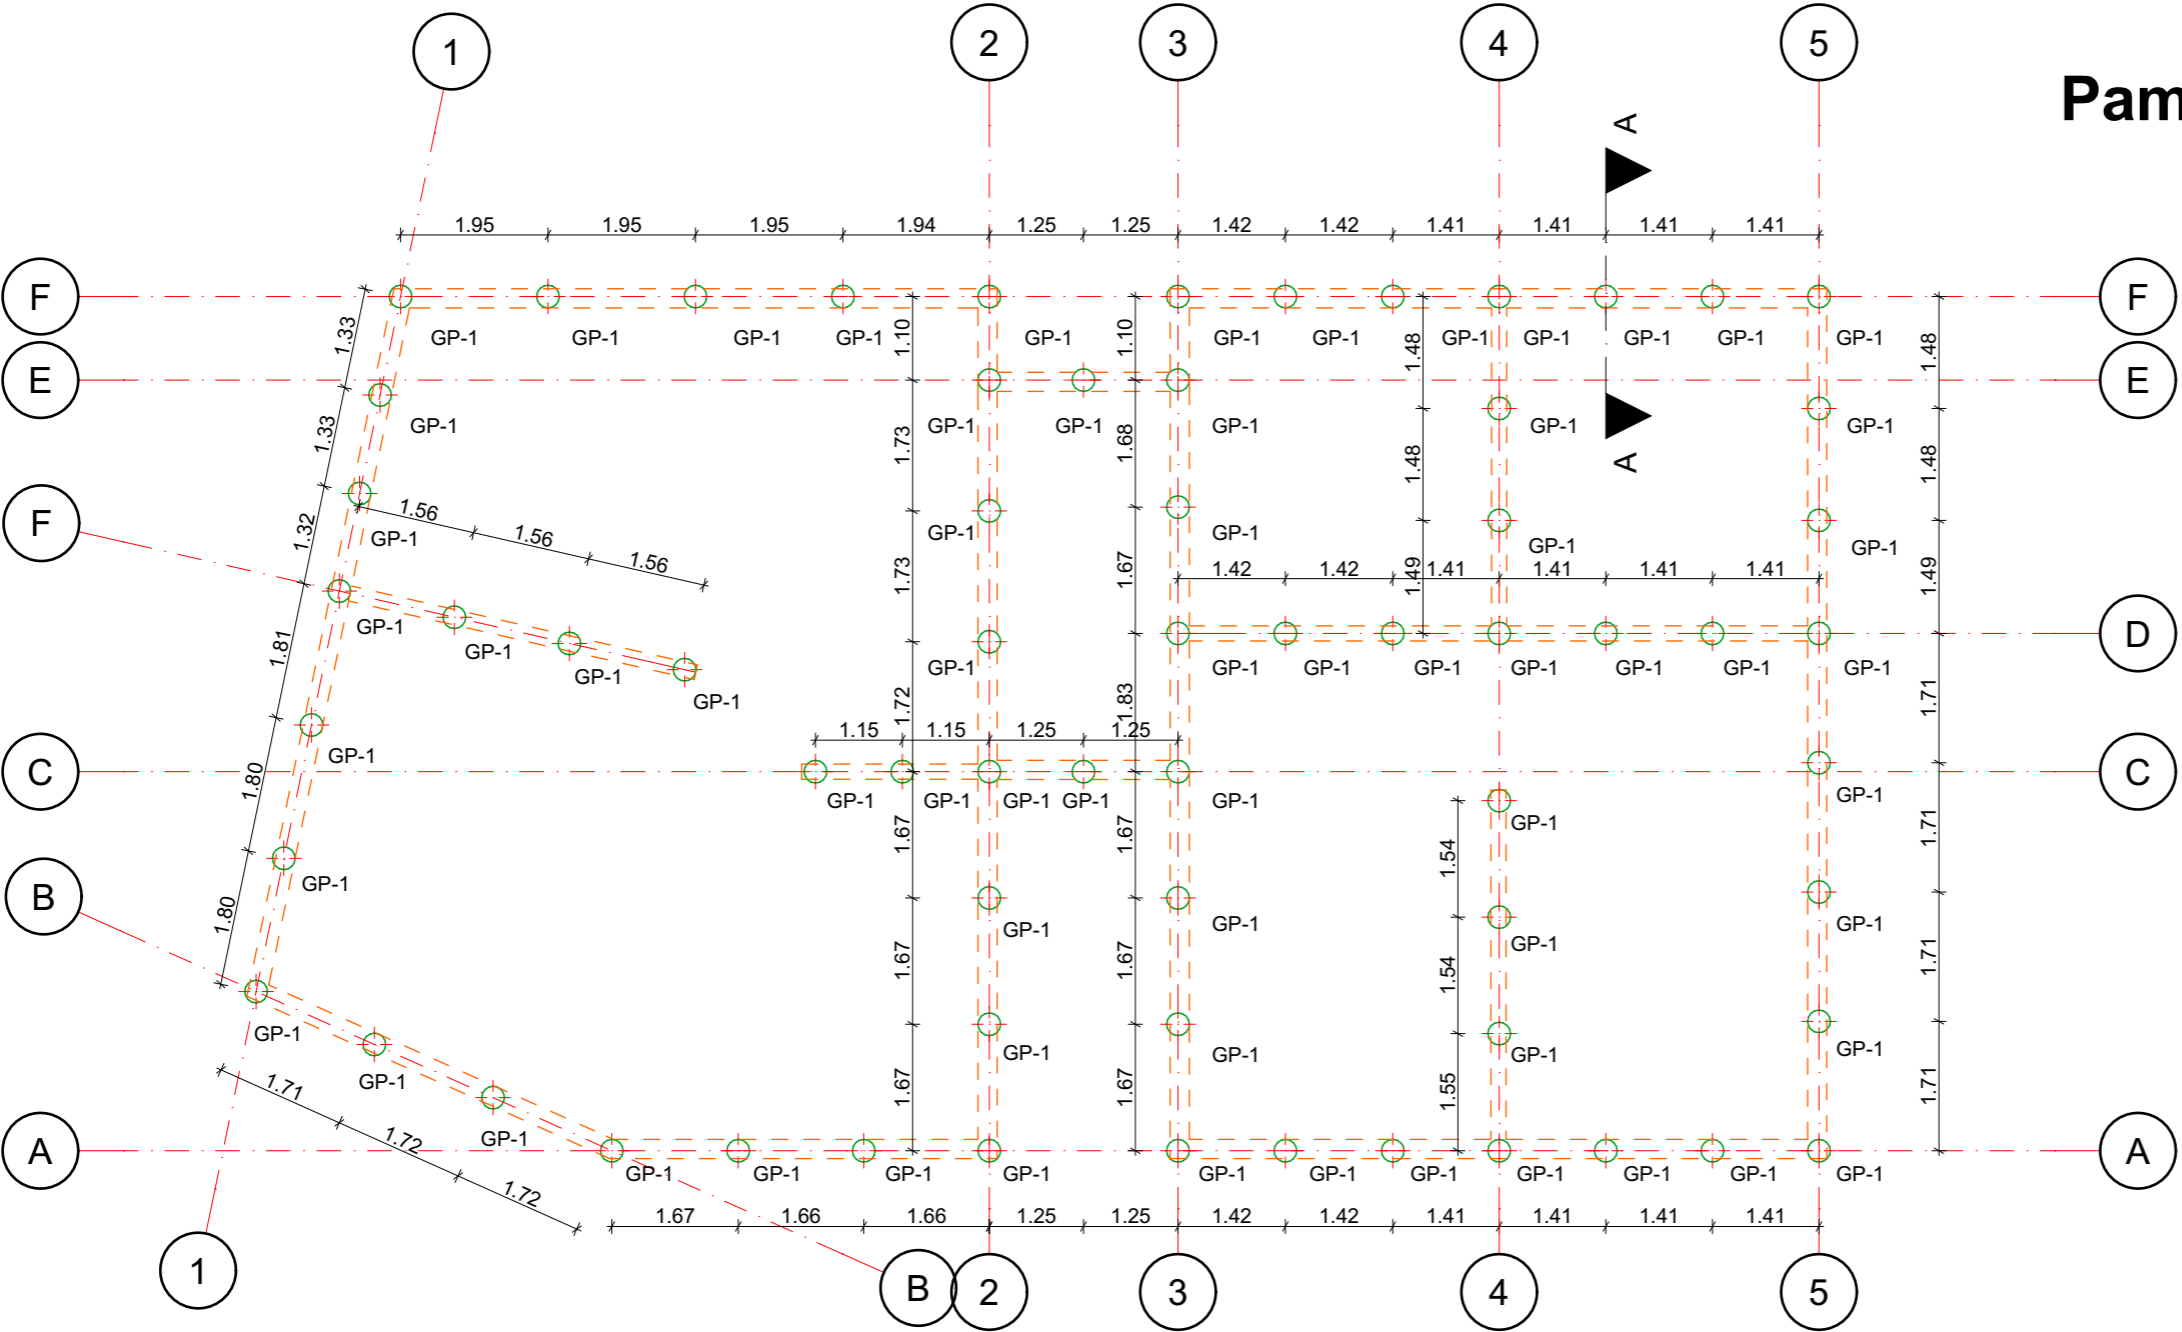 1 2 3 4 5
Pam
A
1.95 1.95 1.95 1.94 1.25 1.25 1.42 1.42 1.41 1.41 1.41 1.41
F F
1.33 1.10 1.10 1.48 1.48
GP-1 GP-1 GP-1 GP-1 GP-1 GP-1 GP-1 GP-1 GP-1 GP-1 GP-1 GP-1
E E
1.33 GP-1 1.73 GP-1 GP-1 1.68 GP-1 1.48 GP-1 A 1.48 GP-1
F 1.32 GP-1 1.56 1.56 1.56 GP-1 GP-1 GP-1 GP-1
1.73 1.67 1.49 1.49
1.42 1.42 1.41 1.41 1.41 1.41
GP-1 GP-1 GP-1 GP-1
D
1.81 GP-1 GP-1 GP-1 GP-1 GP-1 GP-1 GP-1 GP-1
1.72 1.83 1.71
1.15 1.15 1.25 1.25
GP-1
C C
1.80 GP-1 GP-1 GP-1 GP-1 GP-1 GP-1 GP-1
1.67 1.67 1.54 1.71
GP-1
B 1.80 GP-1 GP-1 GP-1 GP-1
1.67 1.67 1.54 1.71
GP-1 GP-1 GP-1 GP-1 GP-1 GP-1
1.71 1.67 1.67 1.55 1.71
GP-1
1.72
A A
GP-1 GP-1 GP-1 GP-1 GP-1 GP-1 GP-1 GP-1 GP-1 GP-1 GP-1
1.72
1.67 1.66 1.66 1.25 1.25 1.42 1.42 1.41 1.41 1.41 1.41
1 B 2 3 4 5